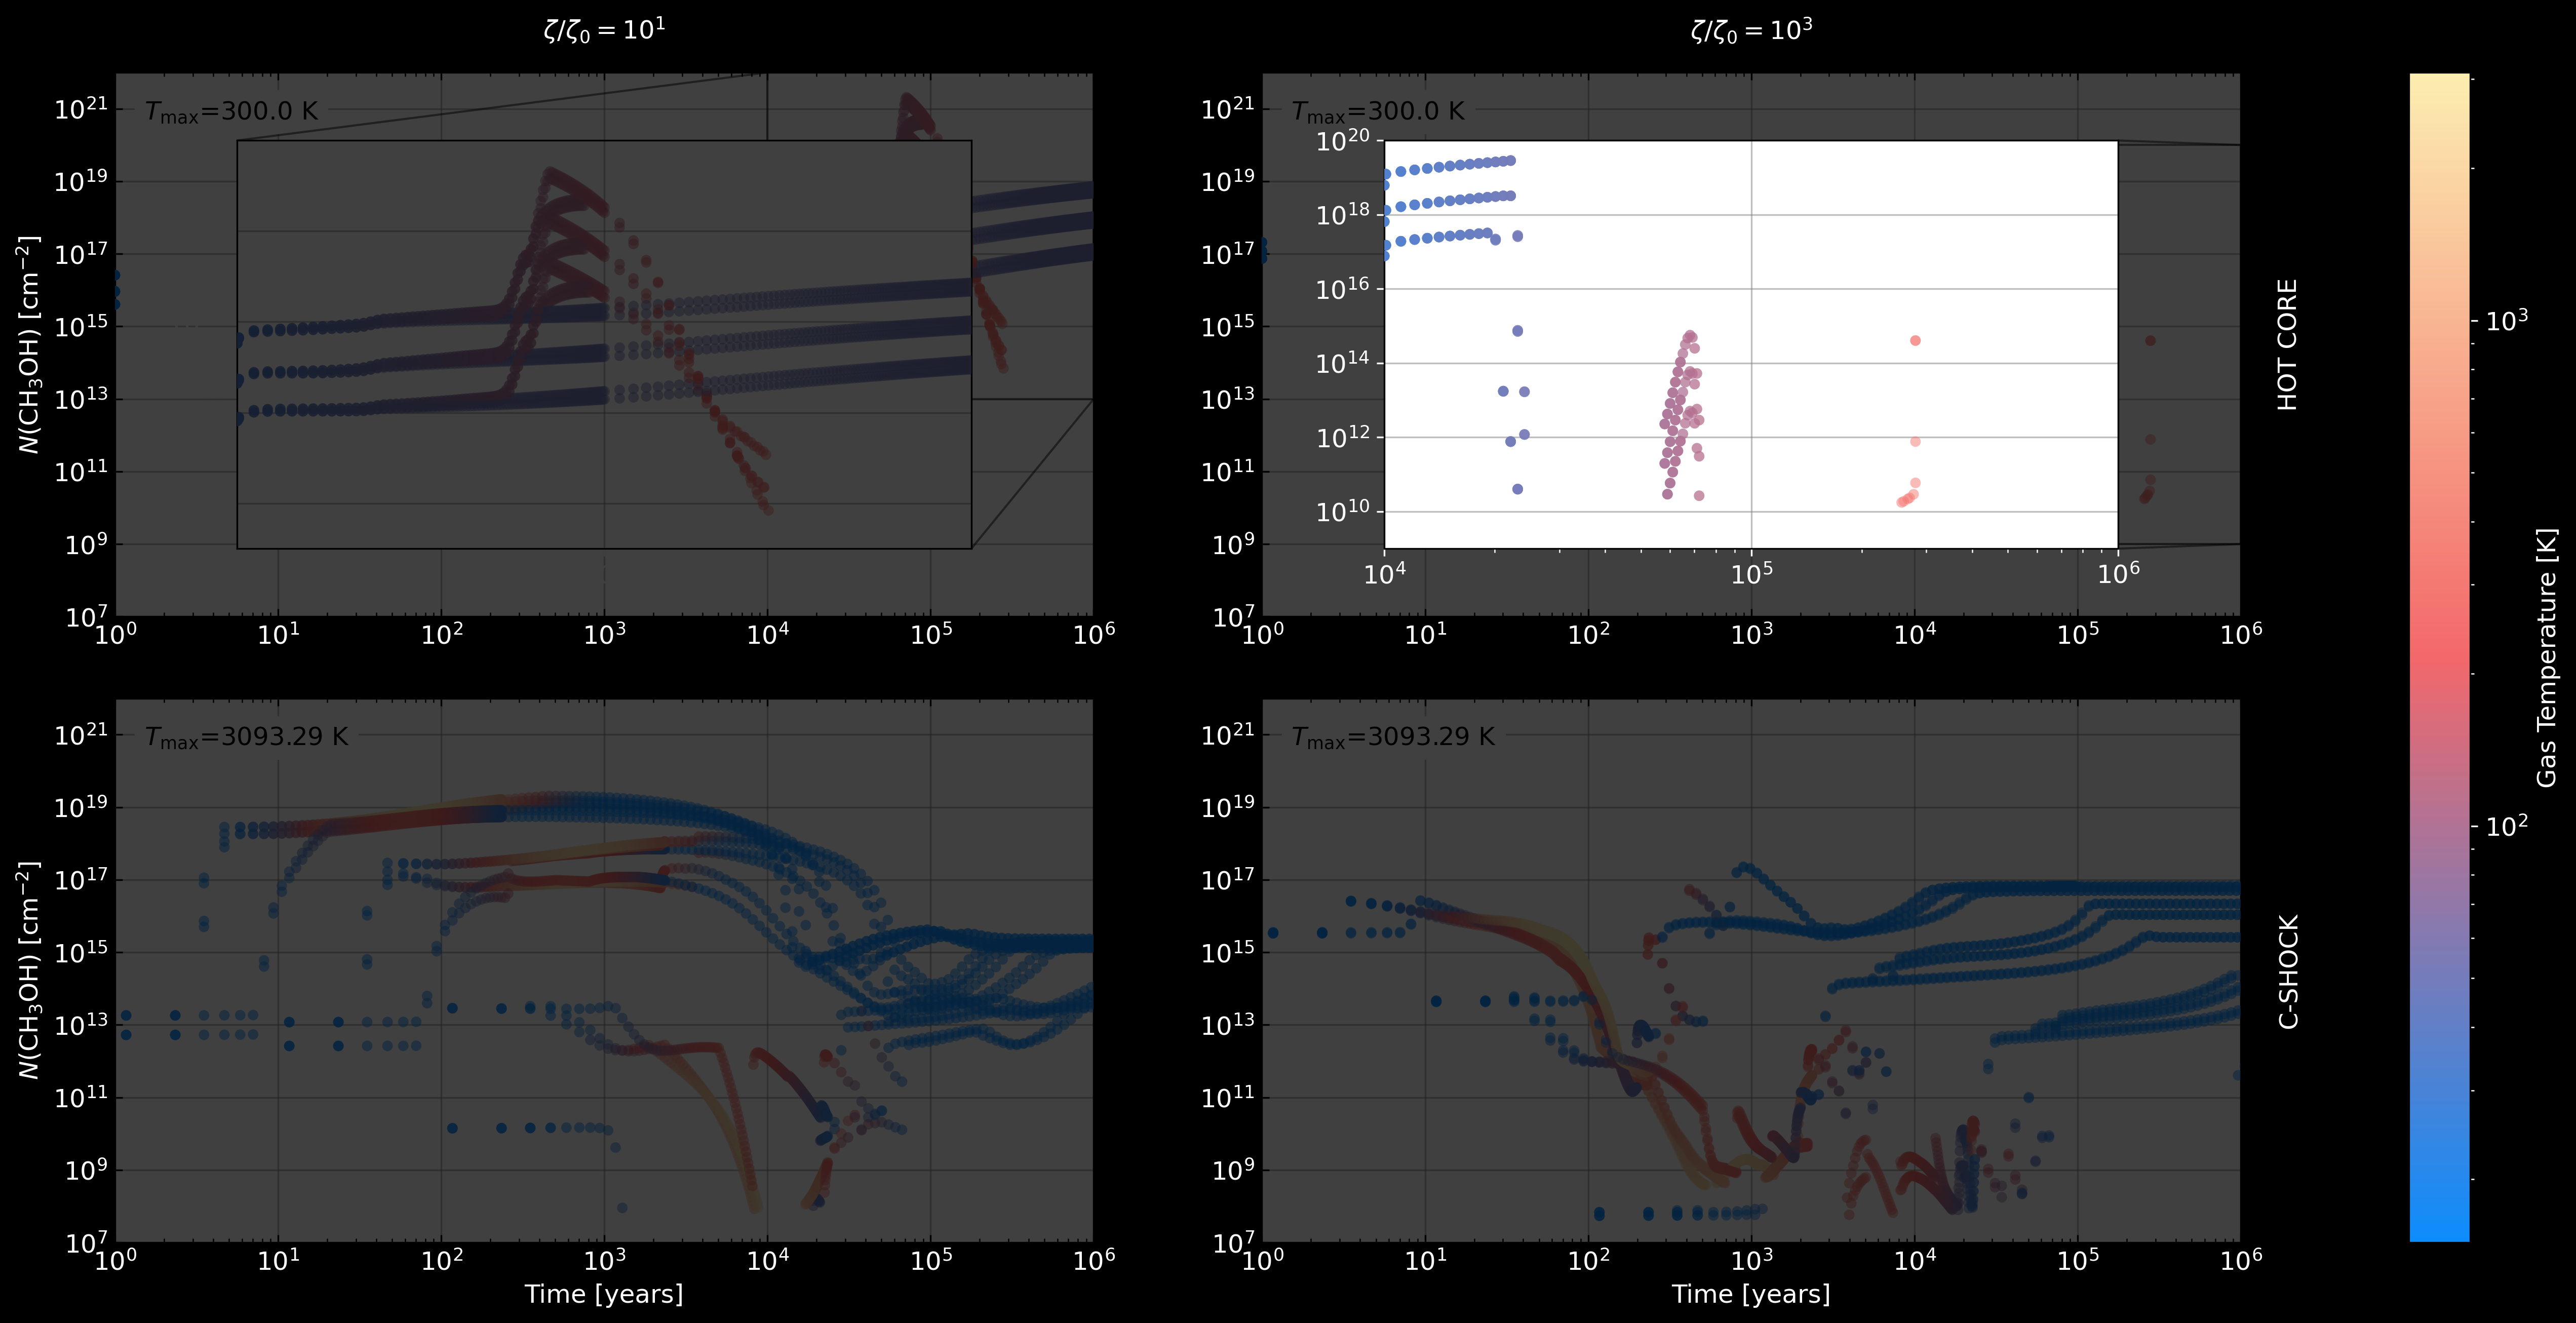 ζ/ζ₀ = 10¹
ζ/ζ₀ = 10³
T_max=300.0 K
10²¹
10¹⁹
10¹⁷
10¹⁵
10¹³
10¹¹
10⁹
10⁷
10⁰ 10¹ 10² 10³ 10⁴ 10⁵ 10⁶
N(CH₃OH) [cm⁻²]
T_max=300.0 K
10²¹
10¹⁹
10¹⁷
10¹⁵
10¹³
10¹¹
10⁹
10⁷
10²⁰
10¹⁸
10¹⁶
10¹⁴
10¹²
10¹⁰
10⁴ 10⁵ 10⁶
10⁰ 10¹ 10² 10³ 10⁴ 10⁵ 10⁶
HOT CORE
T_max=3093.29 K
10²¹
10¹⁹
10¹⁷
10¹⁵
10¹³
10¹¹
10⁹
10⁷
10⁰ 10¹ 10² 10³ 10⁴ 10⁵ 10⁶
N(CH₃OH) [cm⁻²]
Time [years]
T_max=3093.29 K
10²¹
10¹⁹
10¹⁷
10¹⁵
10¹³
10¹¹
10⁹
10⁷
10⁰ 10¹ 10² 10³ 10⁴ 10⁵ 10⁶
Time [years]
C-SHOCK
10³
10²
Gas Temperature [K]